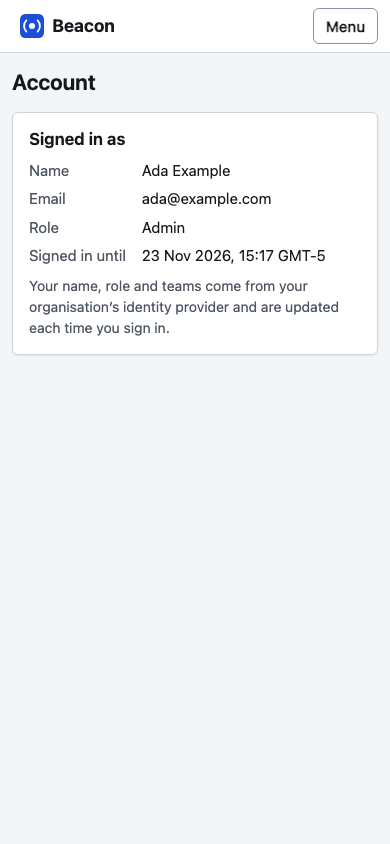 Beacon
Menu
Account
Signed in as
Name Ada Example
Email ada@example.com
Role Admin
Signed in until 23 Nov 2026, 15:17 GMT-5
Your name, role and teams come from your
organisation’s identity provider and are updated
each time you sign in.